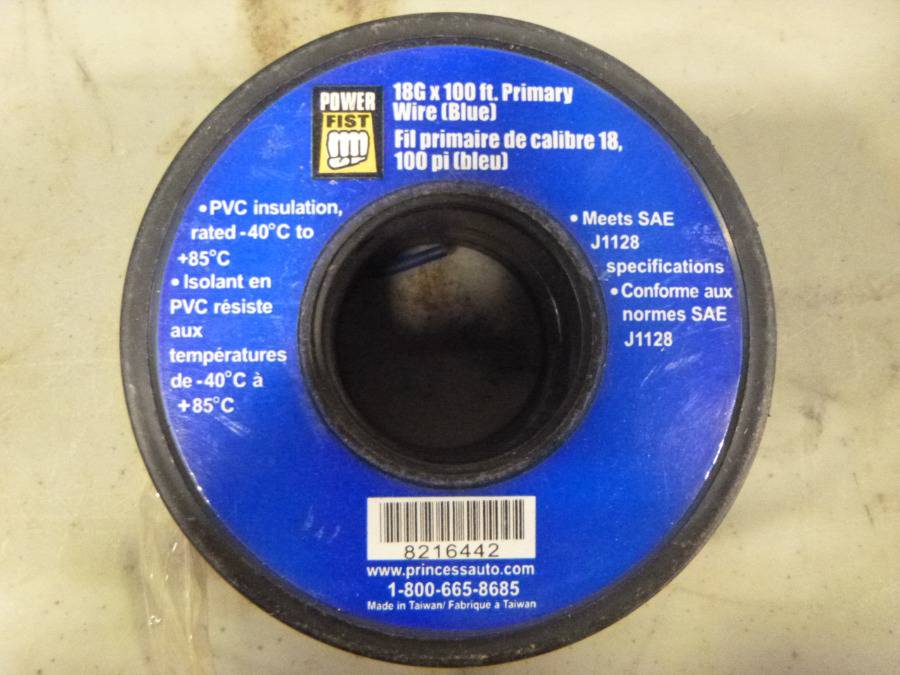 POWER
FIST
18G x 100 ft. Primary
Wire (Blue)
Fil primaire de calibre 18,
100 pi (bleu)
• PVC insulation,
rated -40°C to
+85°C
• Isolant en
PVC résiste
aux
températures
de -40°C à
+85°C
• Meets SAE
J1128
specifications
• Conforme aux
normes SAE
J1128
8216442
www.princessauto.com
1-800-665-8685
Made in Taiwan/ Fabrique a Taiwan